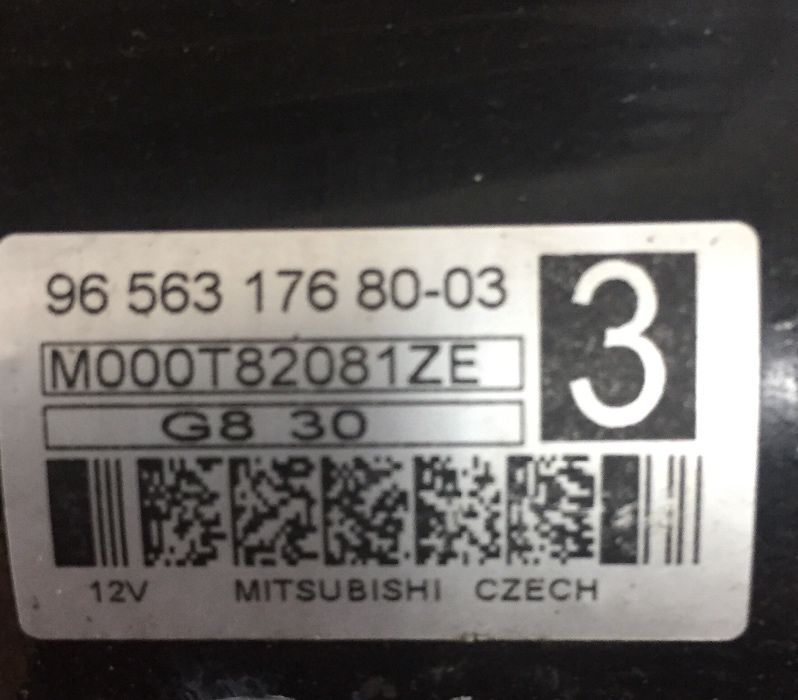 96 563 176 80-03
3
M000T82081ZE
G8 30
12V MITSUBISHI CZECH